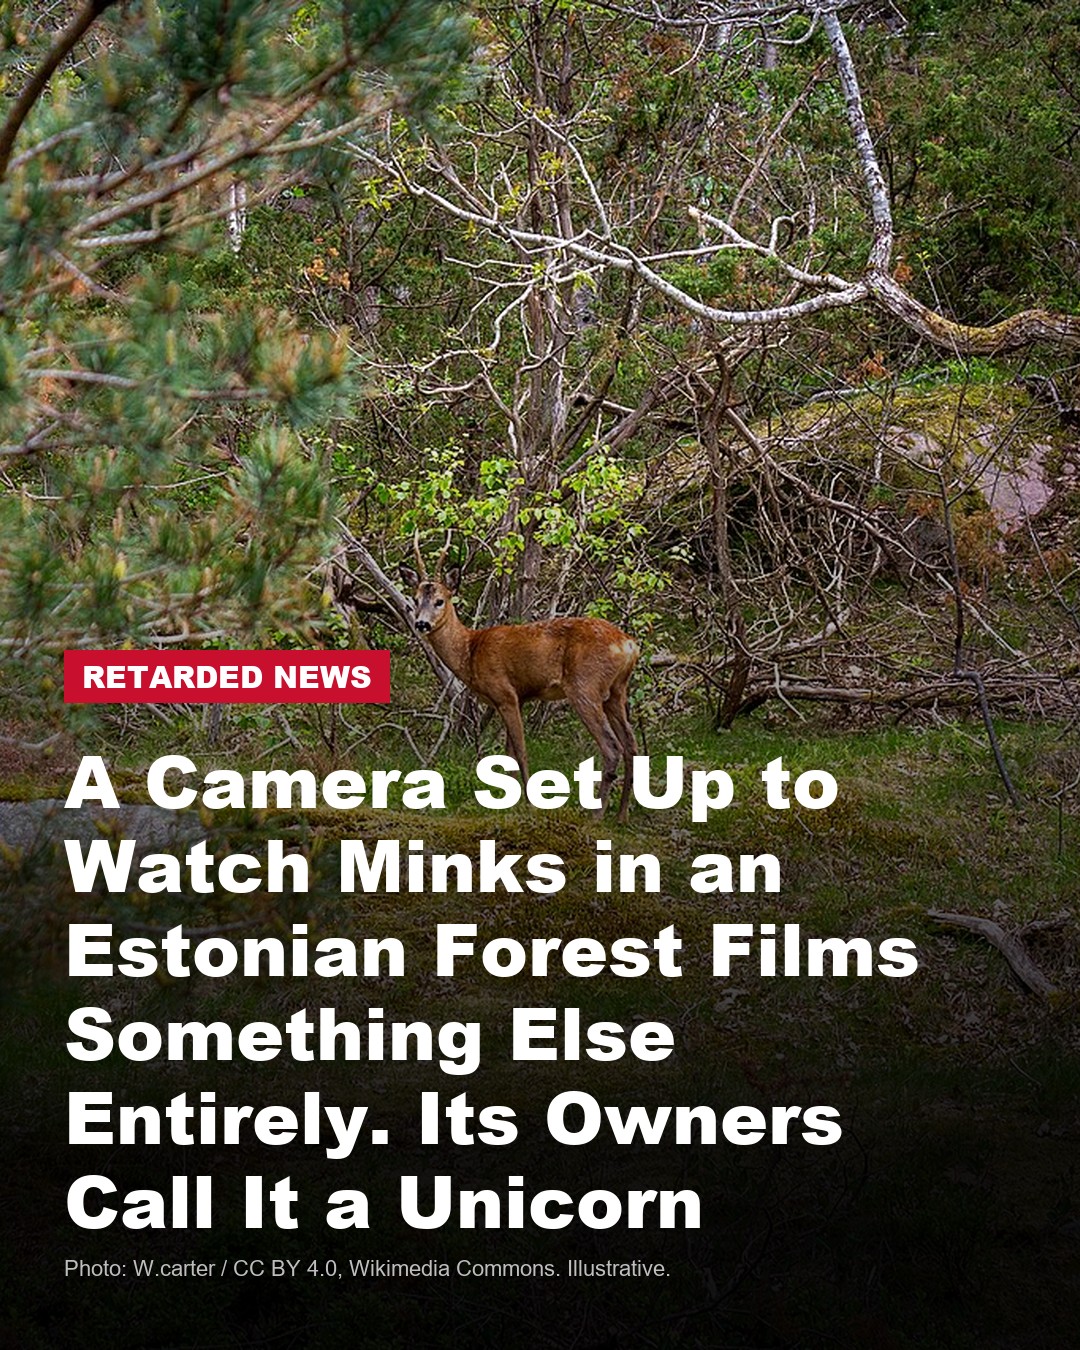 RETARDED NEWS
A Camera Set Up to
Watch Minks in an
Estonian Forest Films
Something Else
Entirely. Its Owners
Call It a Unicorn
Photo: W.carter / CC BY 4.0, Wikimedia Commons. Illustrative.